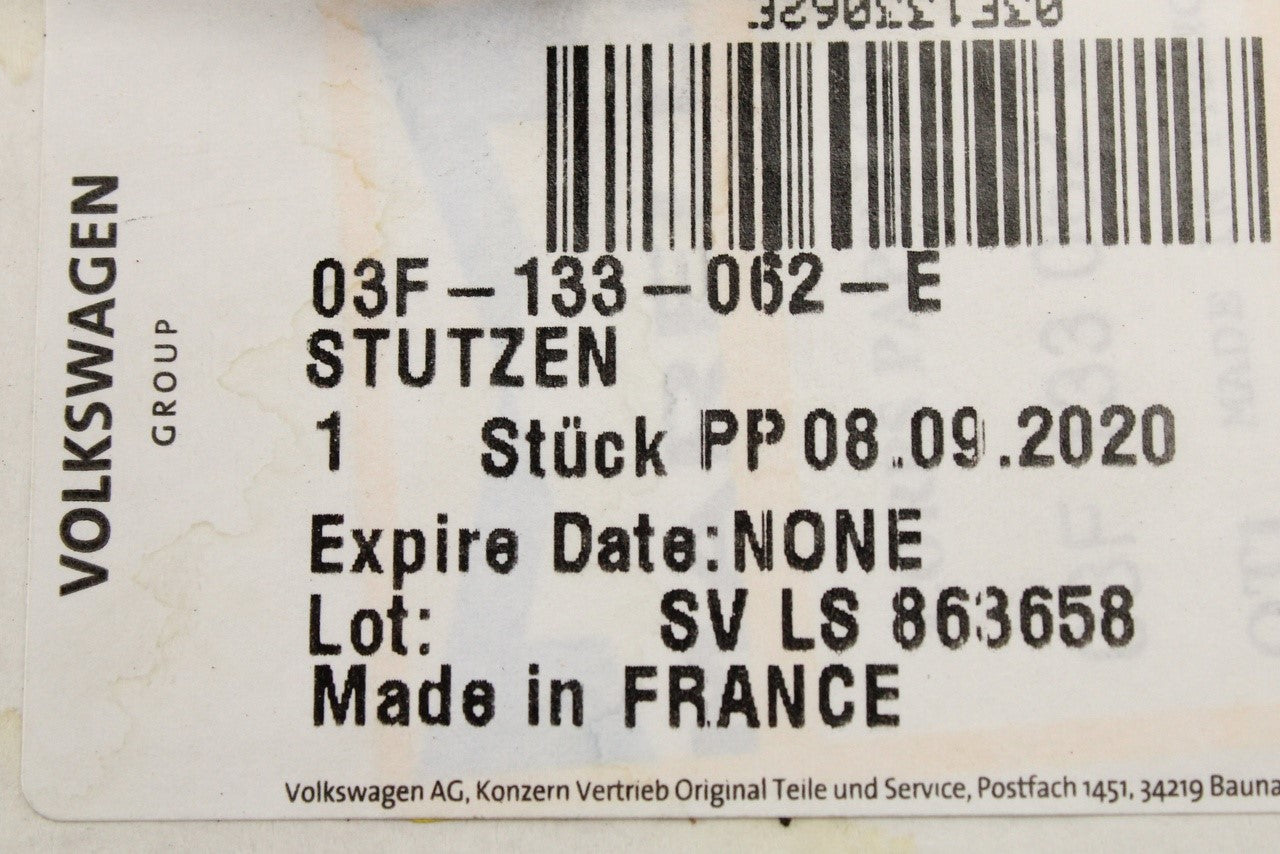 03F133062E
VOLKSWAGEN
GROUP
03F-133-062-E
STUTZEN
1 Stück PP 08.09.2020
Expire Date:NONE
Lot: SV LS 863658
Made in FRANCE
Volkswagen AG, Konzern Vertrieb Original Teile und Service, Postfach 1451, 34219 Bauna